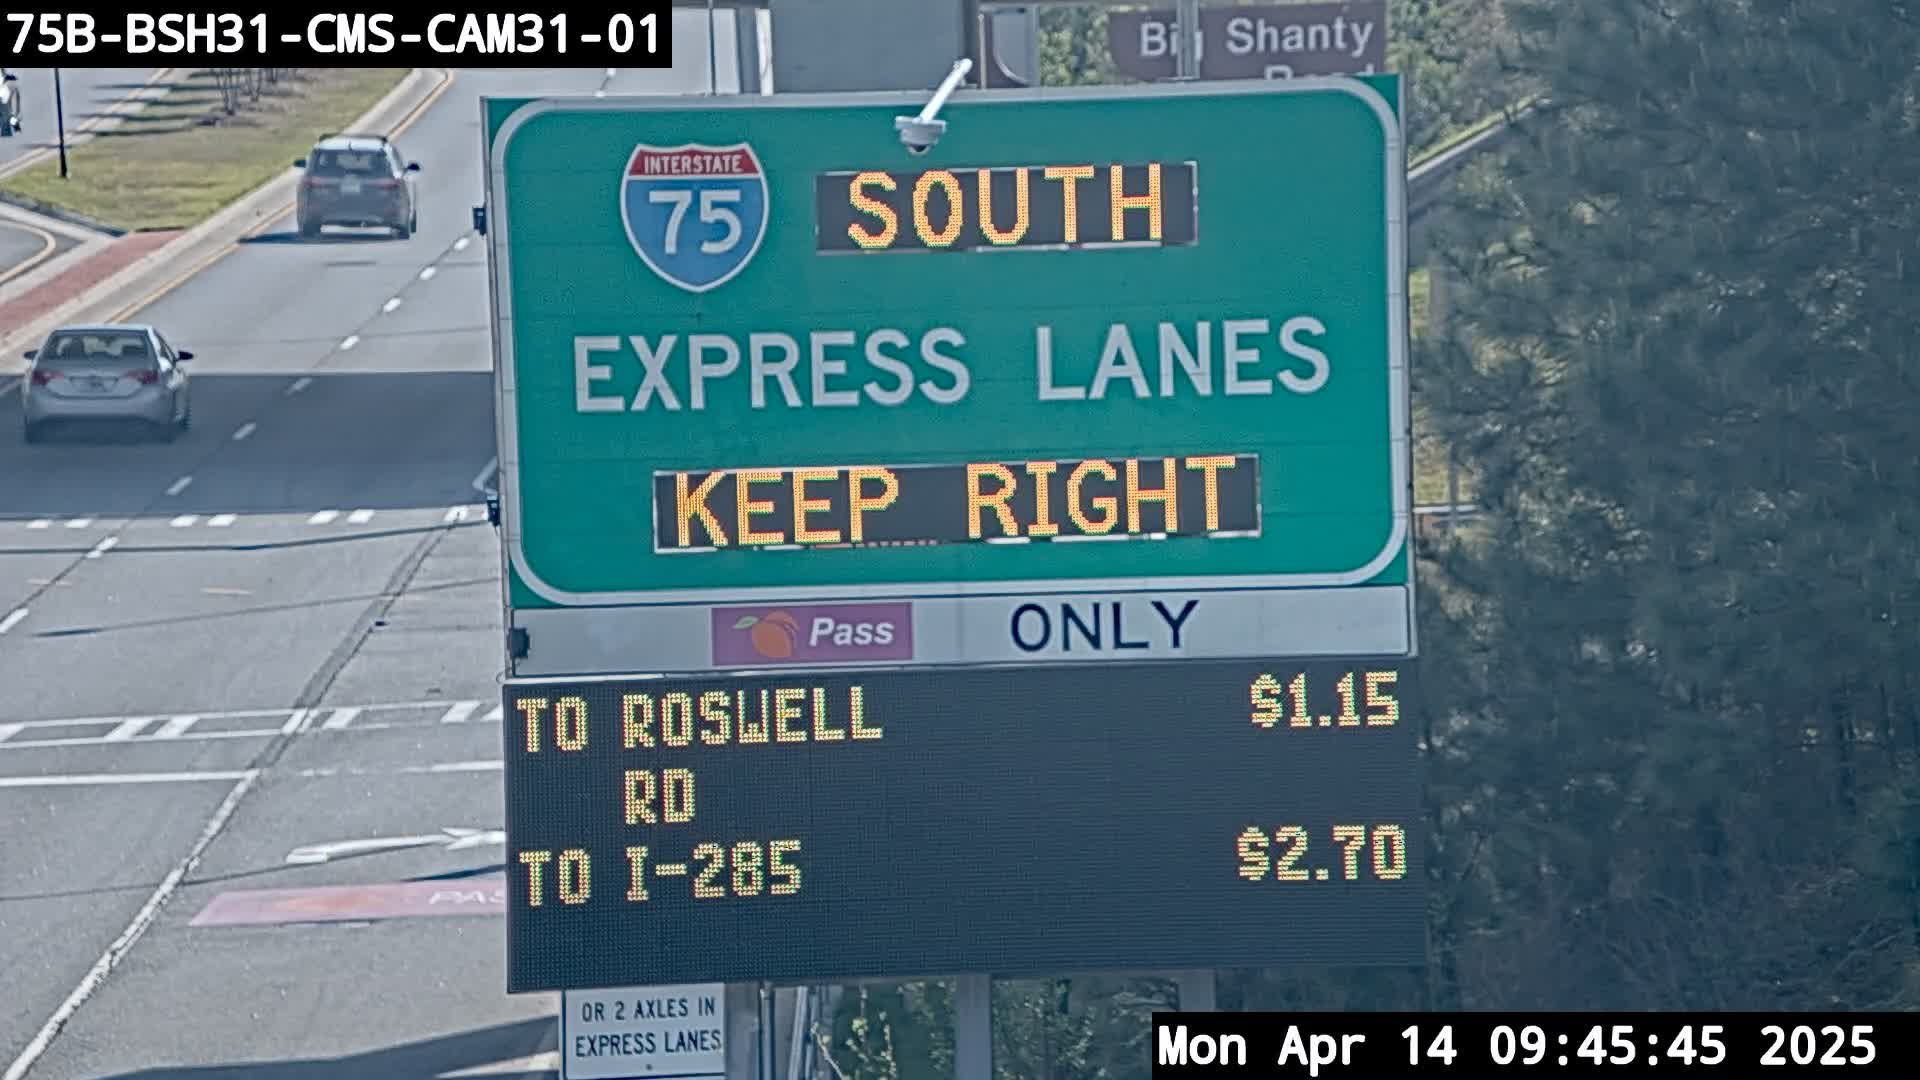 75B-BSH31-CMS-CAM31-01
Big Shanty
Road
INTERSTATE
75
SOUTH
EXPRESS LANES
KEEP RIGHT
Pass
ONLY
TO ROSWELL $1.15
RD
TO I-285 $2.70
PAS
OR 2 AXLES IN
EXPRESS LANES
Mon Apr 14 09:45:45 2025